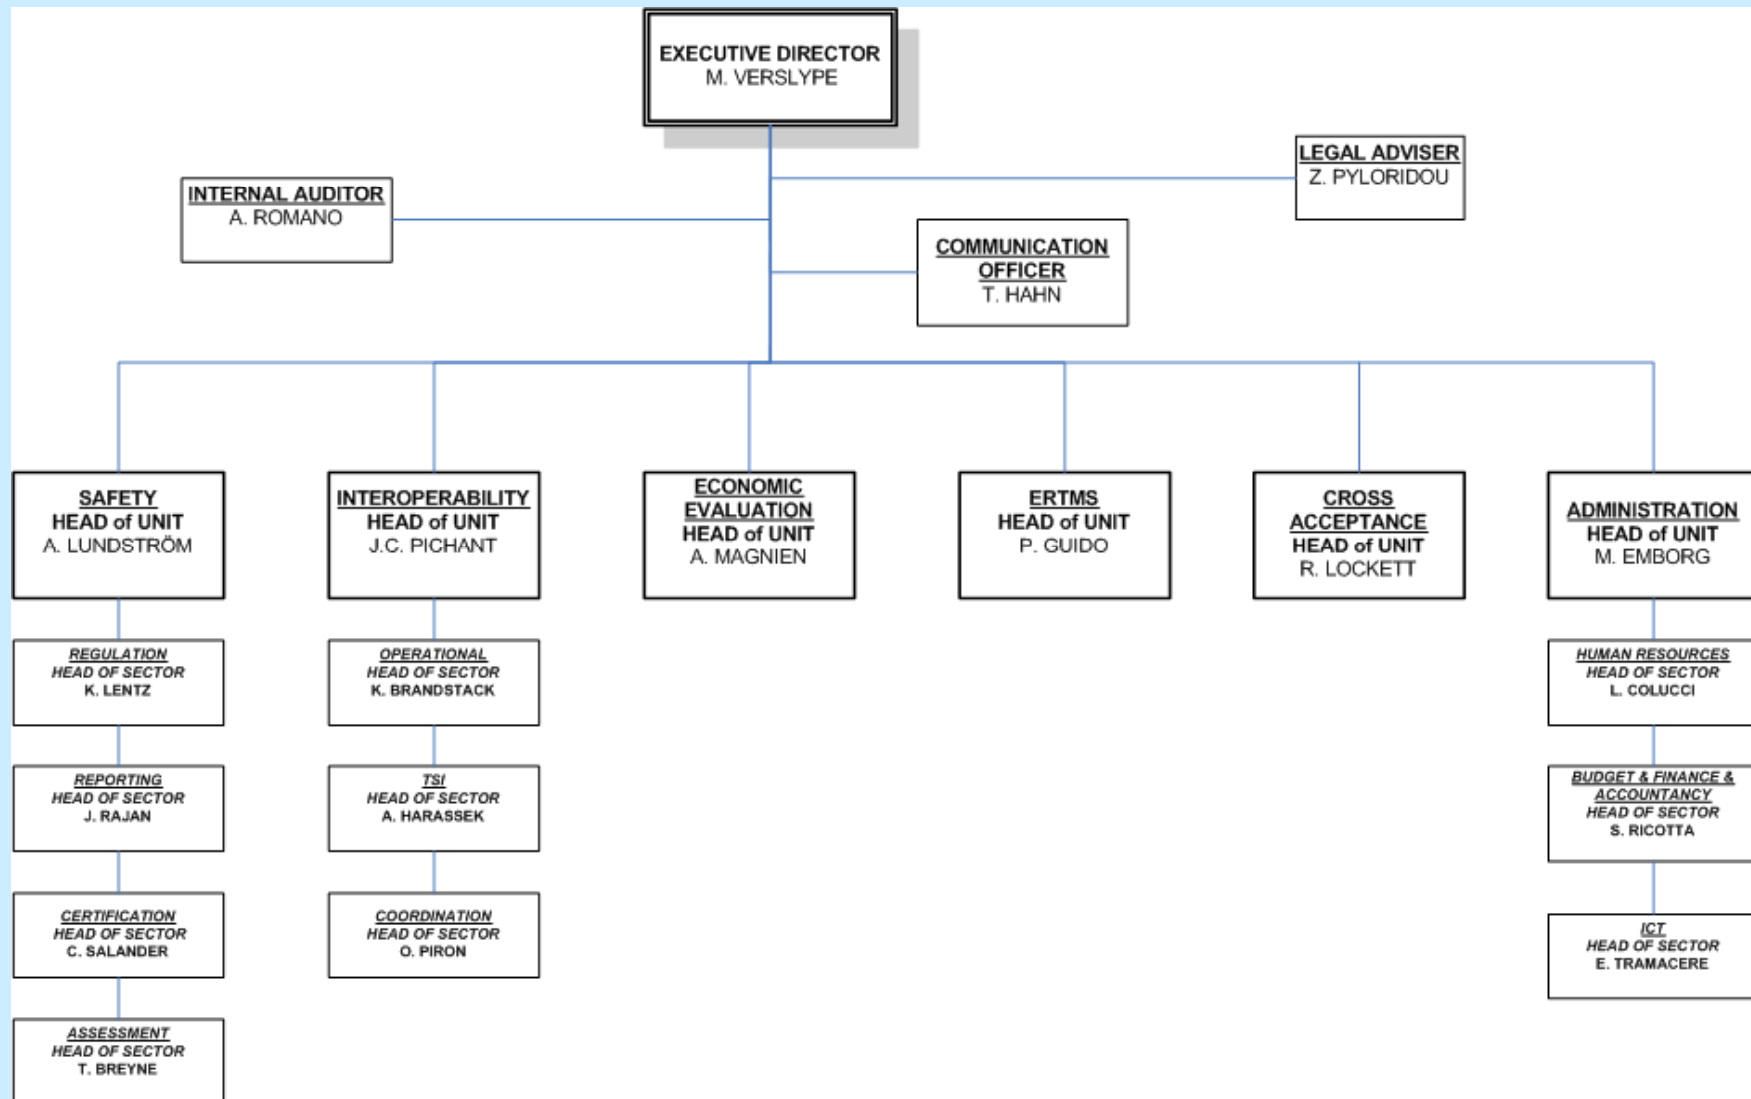 EXECUTIVE DIRECTOR
M. VERSLYPE
LEGAL ADVISER
Z. PYLORIDOU
INTERNAL AUDITOR
A. ROMANO
COMMUNICATION
OFFICER
T. HAHN
SAFETY
HEAD of UNIT
A. LUNDSTRÖM
INTEROPERABILITY
HEAD of UNIT
J.C. PICHANT
ECONOMIC
EVALUATION
HEAD of UNIT
A. MAGNIEN
ERTMS
HEAD of UNIT
P. GUIDO
CROSS
ACCEPTANCE
HEAD of UNIT
R. LOCKETT
ADMINISTRATION
HEAD of UNIT
M. EMBORG
REGULATION
HEAD OF SECTOR
K. LENTZ
OPERATIONAL
HEAD OF SECTOR
K. BRANDSTACK
HUMAN RESOURCES
HEAD OF SECTOR
L. COLUCCI
REPORTING
HEAD OF SECTOR
J. RAJAN
TSI
HEAD OF SECTOR
A. HARASSEK
BUDGET & FINANCE &
ACCOUNTANCY
HEAD OF SECTOR
S. RICOTTA
CERTIFICATION
HEAD OF SECTOR
C. SALANDER
COORDINATION
HEAD OF SECTOR
O. PIRON
ICT
HEAD OF SECTOR
E. TRAMACERE
ASSESSMENT
HEAD OF SECTOR
T. BREYNE